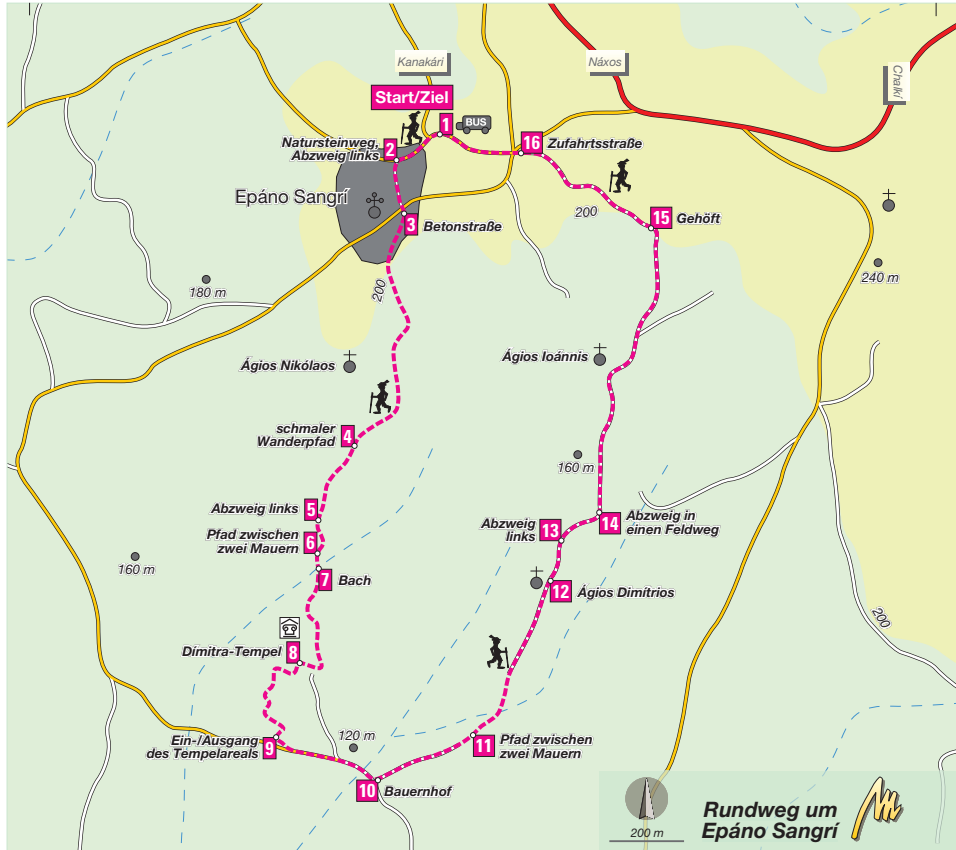 Kanakári
Náxos
Chalkí
Start/Ziel
1
BUS
Natursteinweg,
Abzweig links
2
16
Zufahrtsstraße
Epáno Sangrí
3
Betonstraße
200
15
Gehöft
180 m
200
240 m
Ágios Nikólaos
Ágios Ioánnis
schmaler
Wanderpfad
4
160 m
Abzweig links
5
Pfad zwischen
zwei Mauern
6
Abzweig
links
13
14
Abzweig in
einen Feldweg
160 m
7
Bach
12
Ágios Dimítrios
200
Dímitra-Tempel
8
Ein-/Ausgang
des Tempelareals
9
120 m
11
Pfad zwischen
zwei Mauern
10
Bauernhof
200 m
Rundweg um
Epáno Sangrí